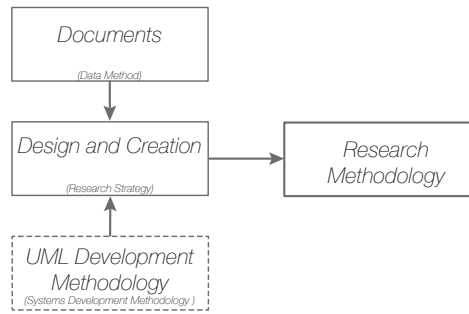 Documents
(Data Method)
Design and Creation
(Research Strategy)
Research
Methodology
UML Development
Methodology
(Systems Development Methodology )